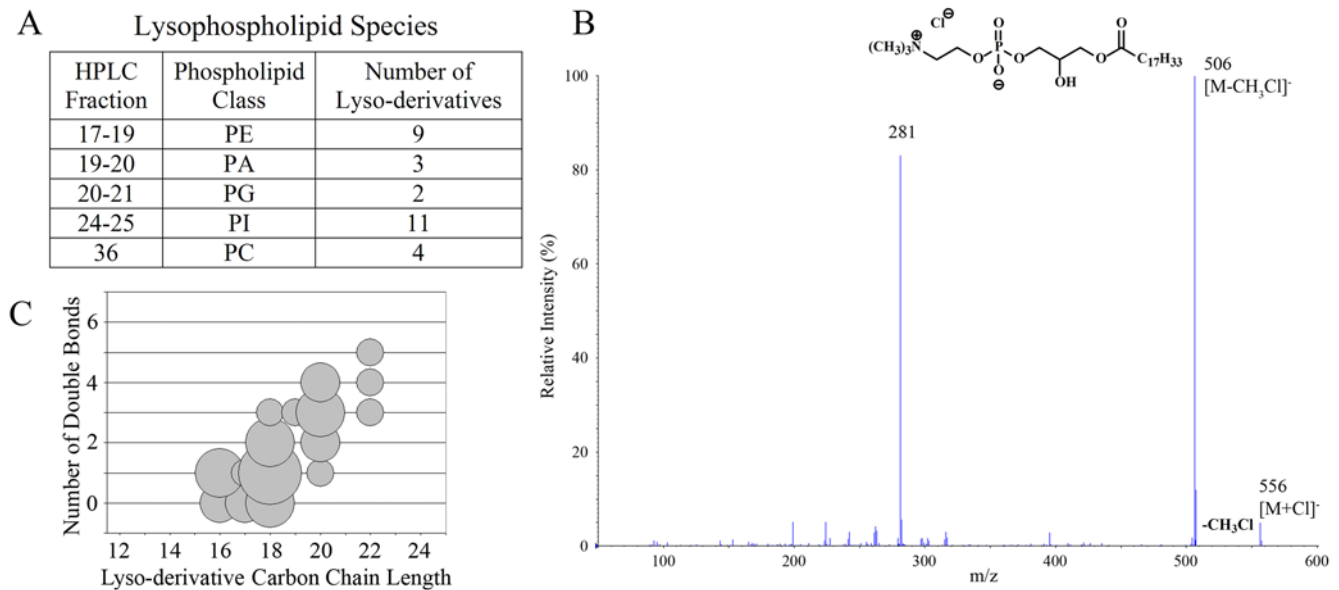 A
Lysophospholipid Species
HPLC Fraction Phospholipid Class Number of Lyso-derivatives
17-19 PE 9
19-20 PA 3
20-21 PG 2
24-25 PI 11
36 PC 4
B
Cl⊖
(CH₃)₃N⊕
O
P
O
O
O⊖
O
OH
O
O
C₁₇H₃₃
506
[M-CH₃Cl]⁻
281
556
[M+Cl]⁻
-CH₃Cl
Relative Intensity (%)
100
80
60
40
20
0
100 200 300 400 500 600
m/z
C
Number of Double Bonds
6
4
2
0
12 14 16 18 20 22 24
Lyso-derivative Carbon Chain Length